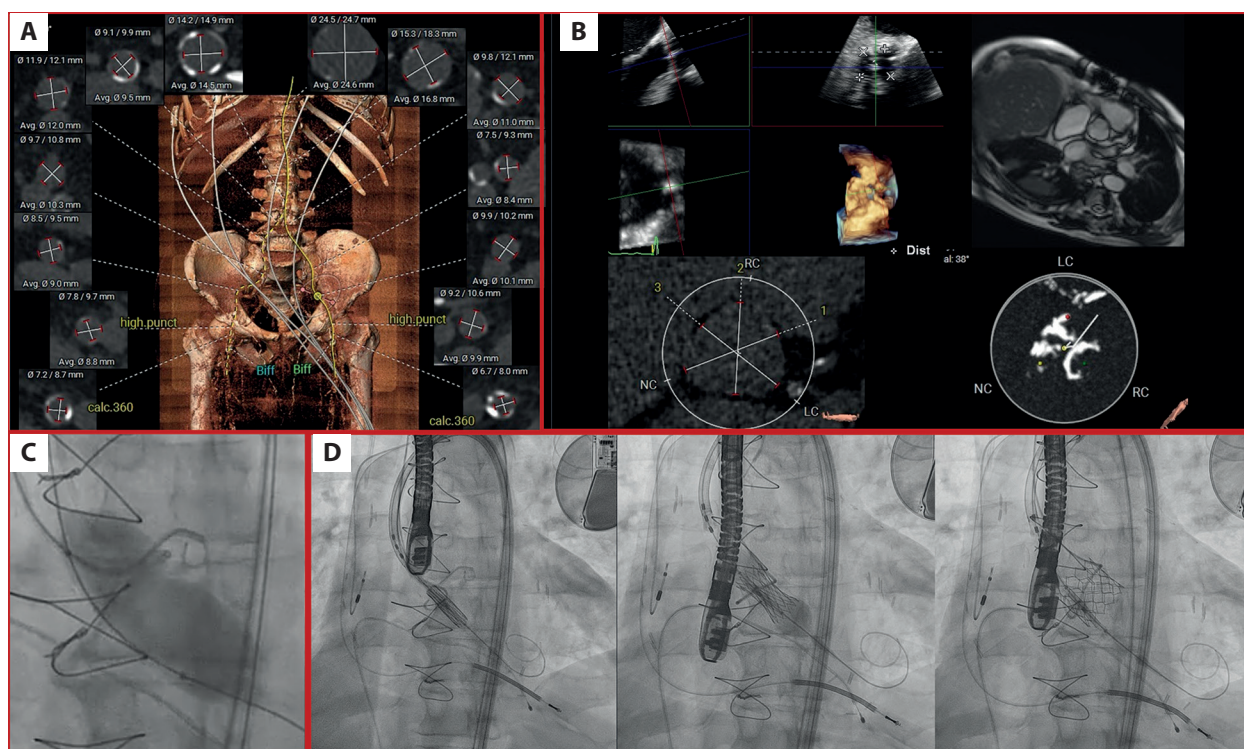 A
Ø 9.1 / 9.9 mm
Avg. Ø 9.5 mm
Ø 14.2 / 14.9 mm
Avg. Ø 14.5 mm
Ø 24.5 / 24.7 mm
Avg. Ø 24.6 mm
Ø 15.3 / 18.3 mm
Avg. Ø 16.8 mm
Ø 11.9 / 12.1 mm
Avg. Ø 12.0 mm
Ø 9.8 / 12.1 mm
Avg. Ø 11.0 mm
Ø 9.7 / 10.8 mm
Avg. Ø 10.3 mm
Ø 7.5 / 9.3 mm
Avg. Ø 8.4 mm
Ø 8.5 / 9.5 mm
Avg. Ø 9.0 mm
Ø 9.9 / 10.2 mm
Avg. Ø 10.1 mm
Ø 7.8 / 9.7 mm
Avg. Ø 8.8 mm
high.punct
Ø 9.2 / 10.6 mm
Avg. Ø 9.9 mm
high.punct
Ø 7.2 / 8.7 mm
calc.360
Biff
Biff
Ø 6.7 / 8.0 mm
calc.360
B
Dist
al: 38°
2
RC
3
1
NC
LC
LC
NC
RC
C
D